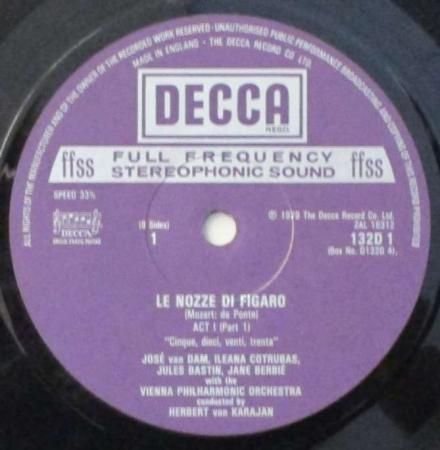 ALL RIGHTS OF THE MANUFACTURER AND OF THE OWNER OF THE RECORDED WORK RESERVED · UNAUTHORISED PUBLIC PERFORMANCE BROADCASTING AND COPYING OF THIS RECORD PROHIBITED
MADE IN ENGLAND · THE DECCA RECORD CO LTD.
DECCA
REGD.
ffss FULL FREQUENCY STEREOPHONIC SOUND ffss
SPEED 33⅓
DECCA
(8 Sides)
1
℗ 1979 The Decca Record Co. Ltd.
ZAL 16312
132D 1
(Box No. D132D 4).
LE NOZZE DI FIGARO
(Mozart: da Ponte)
ACT I (Part 1)
"Cinque, dieci, venti, trenta"
JOSÉ van DAM, ILEANA COTRUBAS,
JULES BASTIN, JANE BERBIÉ
with the
VIENNA PHILHARMONIC ORCHESTRA
conducted by
HERBERT von KARAJAN